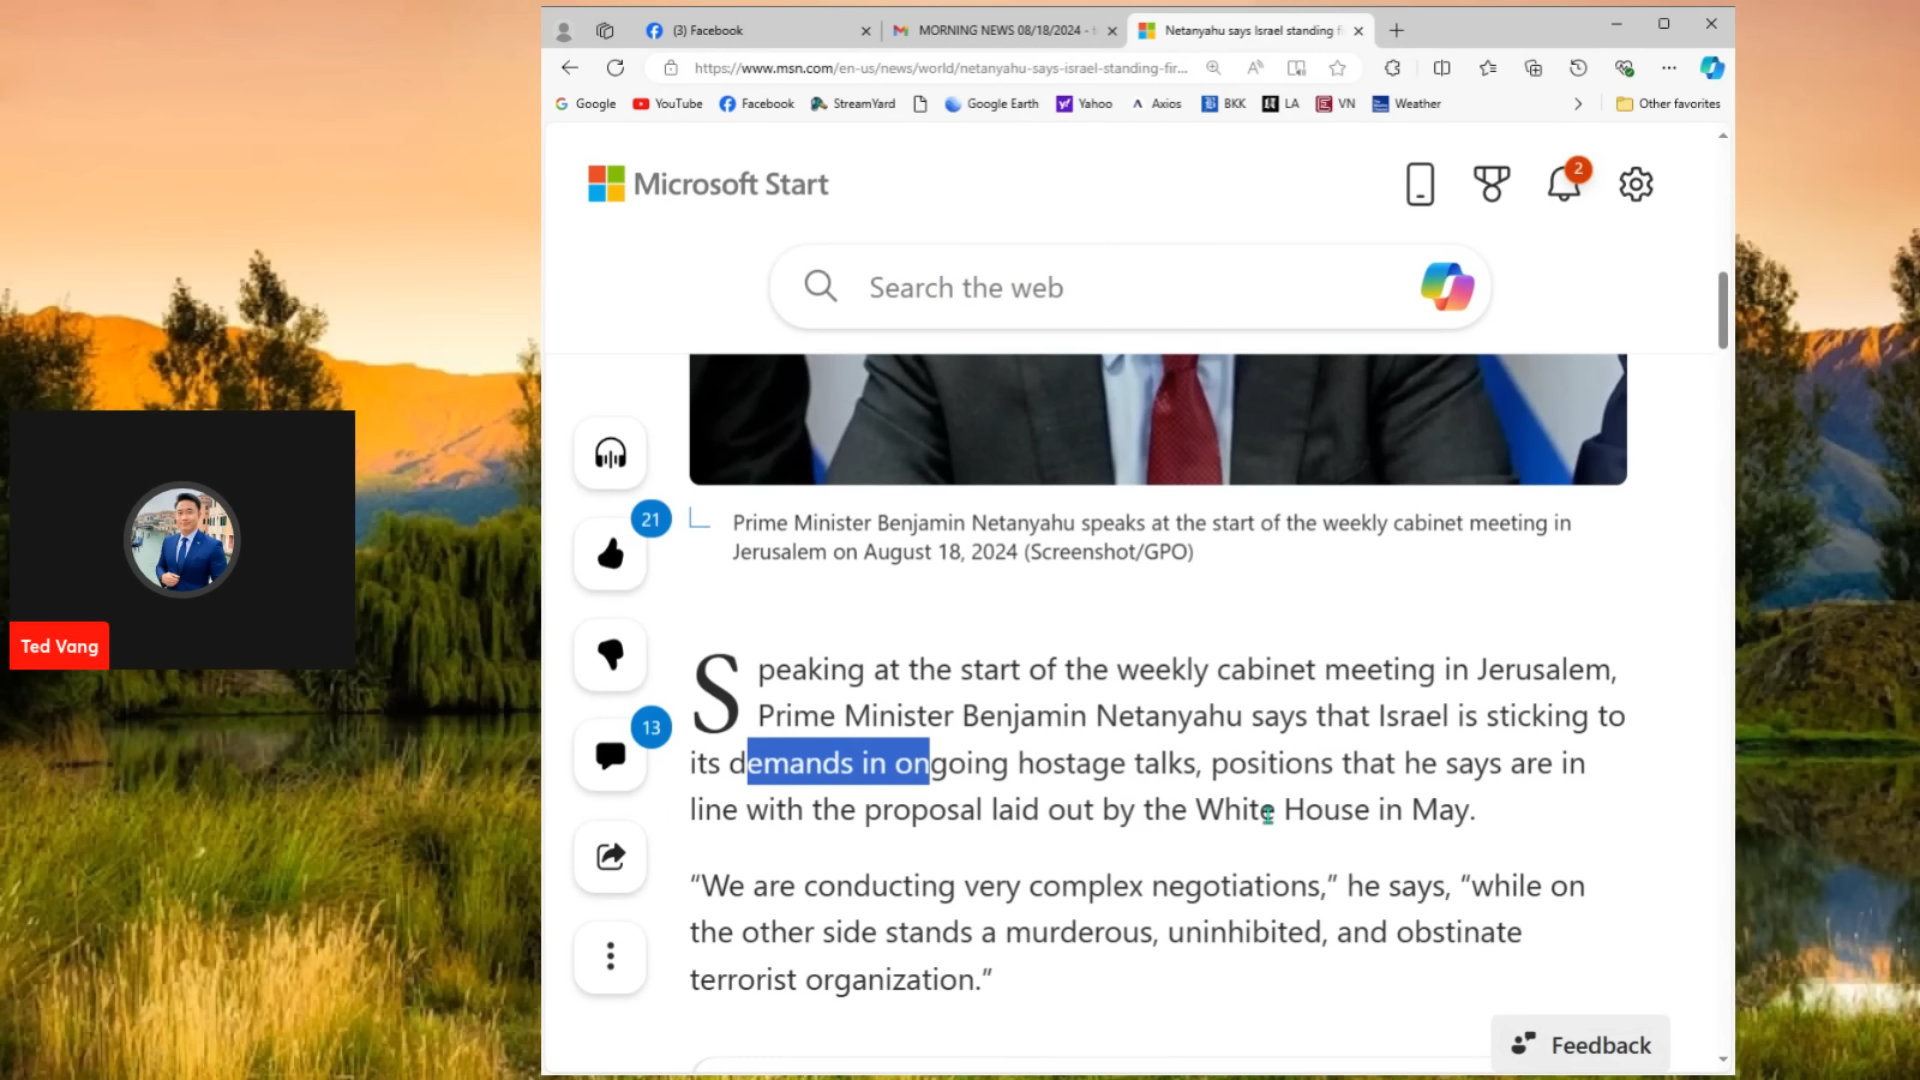 (3) Facebook
MORNING NEWS 08/18/2024 -
Netanyahu says Israel standing f
https://www.msn.com/en-us/news/world/netanyahu-says-israel-standing-fir...
Google YouTube Facebook StreamYard Google Earth Yahoo Axios BKK LA VN Weather Other favorites
Microsoft Start
2
Search the web
21
Prime Minister Benjamin Netanyahu speaks at the start of the weekly cabinet meeting in
Jerusalem on August 18, 2024 (Screenshot/GPO)
Ted Vang
Speaking at the start of the weekly cabinet meeting in Jerusalem,
Prime Minister Benjamin Netanyahu says that Israel is sticking to
13
its demands in ongoing hostage talks, positions that he says are in
line with the proposal laid out by the White House in May.
“We are conducting very complex negotiations,” he says, “while on
the other side stands a murderous, uninhibited, and obstinate
terrorist organization.”
Feedback